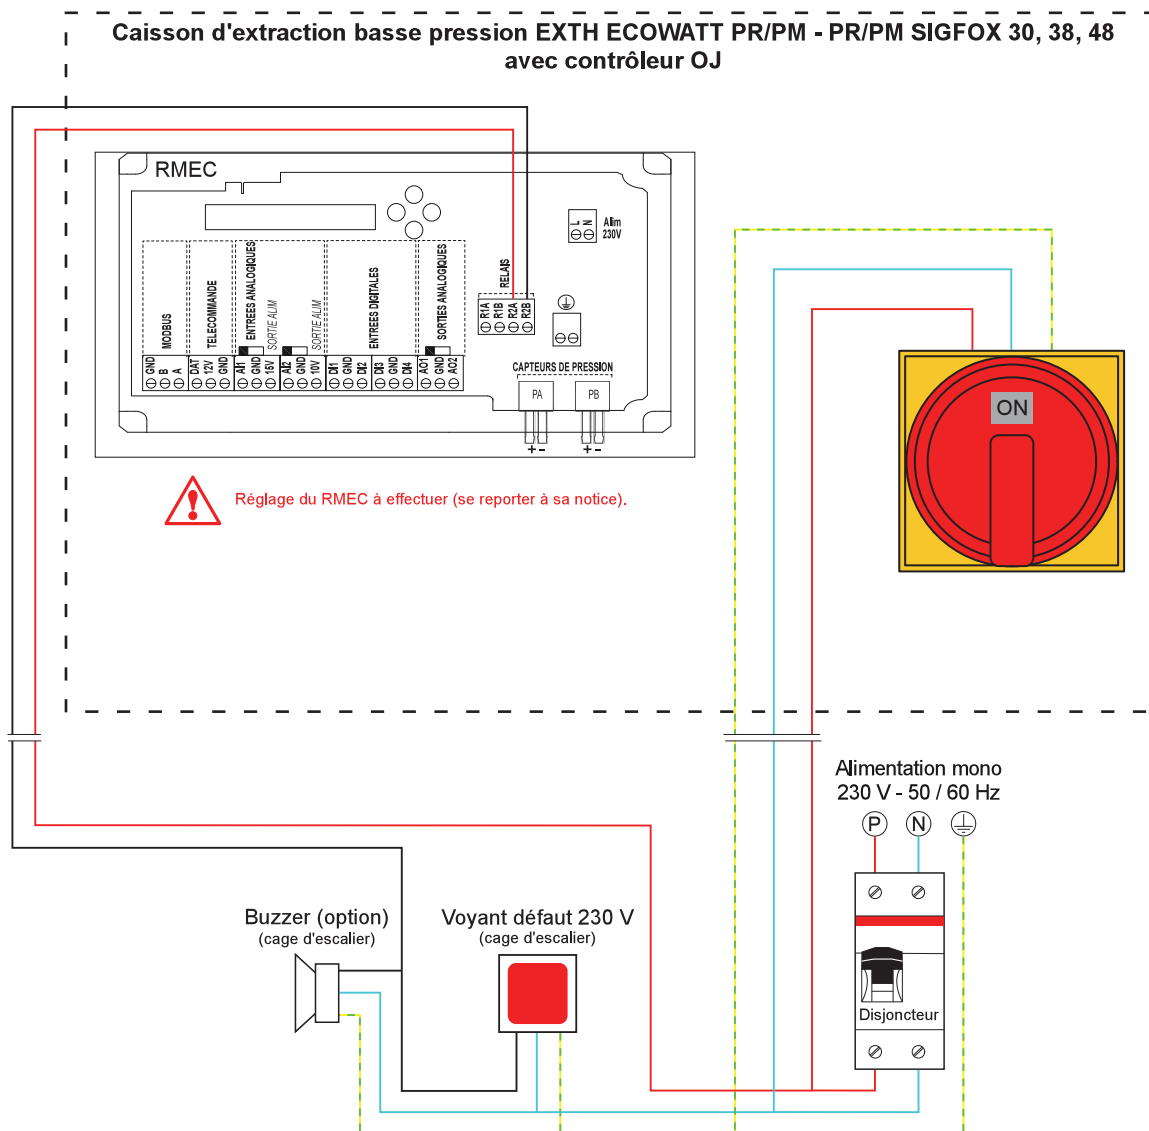 Caisson d'extraction basse pression EXTH ECOWATT PR/PM - PR/PM SIGFOX 30, 38, 48
avec contrôleur OJ
RMEC
L
N
Alim
230V
MODBUS
TELECOMMANDE
ENTREES ANALOGIQUES
SORTIE ALIM
SORTIE ALIM
ENTREES DIGITALES
SORTIES ANALOGIQUES
RELAIS
R1A
R1B
R2A
R2B
GND
B
A
DAT
12V
GND
AI1
GND
15V
AI2
GND
10V
DI1
GND
DI2
DI3
GND
DI4
AO1
GND
AO2
CAPTEURS DE PRESSION
PA
PB
+ -
+ -
ON
Réglage du RMEC à effectuer (se reporter à sa notice).
Alimentation mono
230 V - 50 / 60 Hz
P
N
Buzzer (option)
(cage d'escalier)
Voyant défaut 230 V
(cage d'escalier)
Disjoncteur